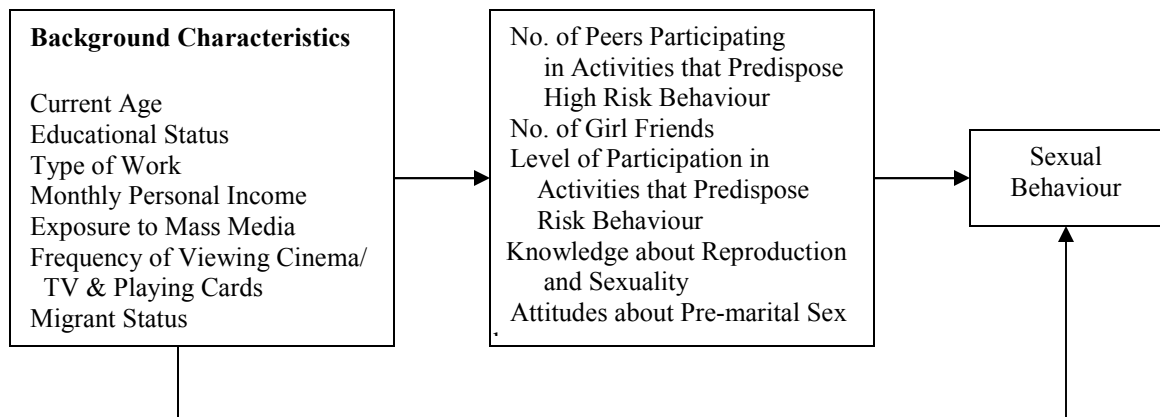 Background Characteristics
Current Age
Educational Status
Type of Work
Monthly Personal Income
Exposure to Mass Media
Frequency of Viewing Cinema/
TV & Playing Cards
Migrant Status
No. of Peers Participating
in Activities that Predispose
High Risk Behaviour
No. of Girl Friends
Level of Participation in
Activities that Predispose
Risk Behaviour
Knowledge about Reproduction
and Sexuality
Attitudes about Pre-marital Sex
Sexual
Behaviour